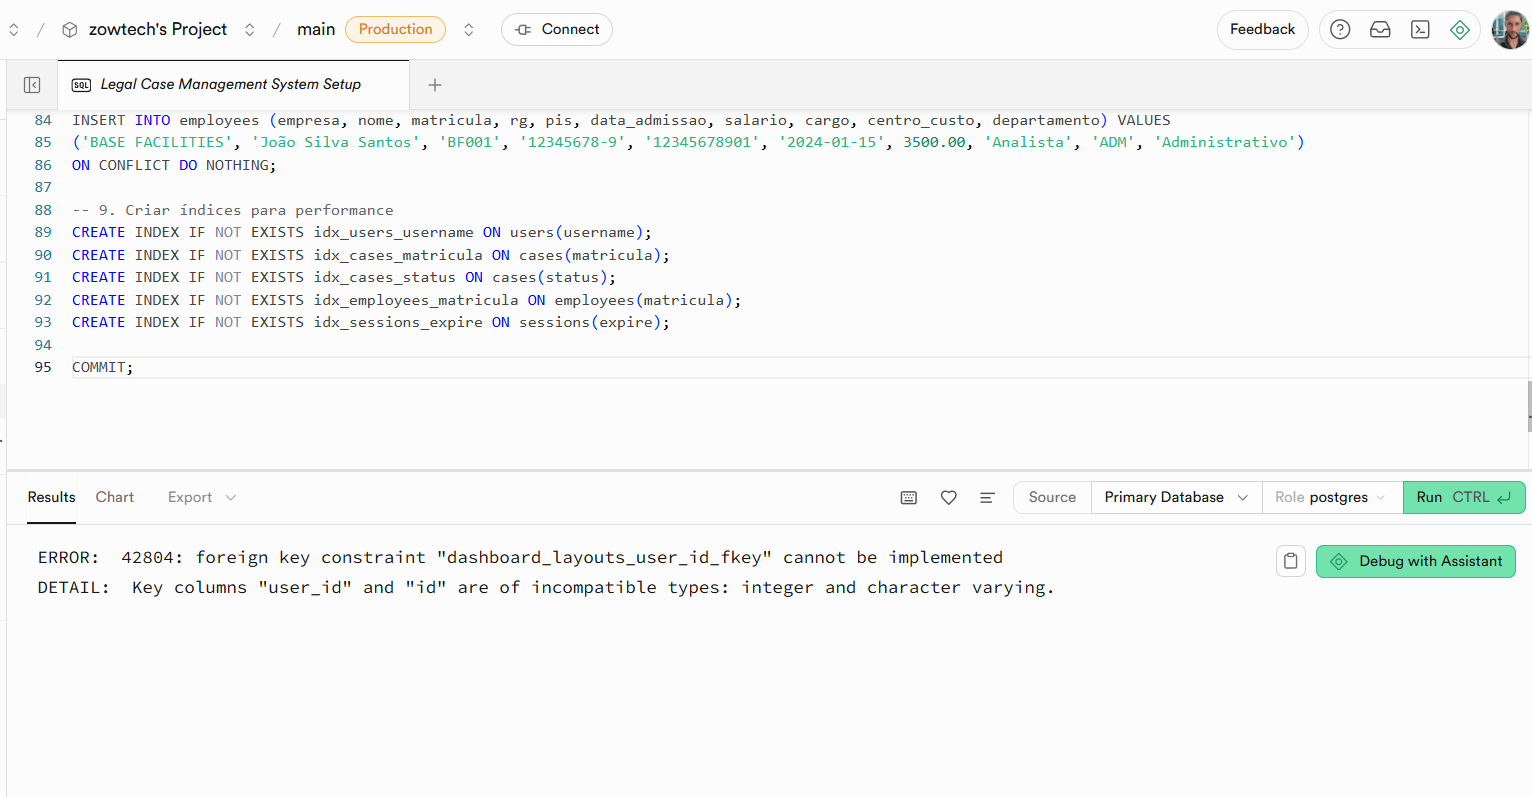 zowtech's Project / main Production Connect Feedback
SQL Legal Case Management System Setup
84 INSERT INTO employees (empresa, nome, matricula, rg, pis, data_admissao, salario, cargo, centro_custo, departamento) VALUES
85 ('BASE FACILITIES', 'João Silva Santos', 'BF001', '12345678-9', '12345678901', '2024-01-15', 3500.00, 'Analista', 'ADM', 'Administrativo')
86 ON CONFLICT DO NOTHING;
87
88 -- 9. Criar índices para performance
89 CREATE INDEX IF NOT EXISTS idx_users_username ON users(username);
90 CREATE INDEX IF NOT EXISTS idx_cases_matricula ON cases(matricula);
91 CREATE INDEX IF NOT EXISTS idx_cases_status ON cases(status);
92 CREATE INDEX IF NOT EXISTS idx_employees_matricula ON employees(matricula);
93 CREATE INDEX IF NOT EXISTS idx_sessions_expire ON sessions(expire);
94
95 COMMIT;
Results Chart Export Source Primary Database Role postgres Run CTRL
ERROR: 42804: foreign key constraint "dashboard_layouts_user_id_fkey" cannot be implemented
Debug with Assistant
DETAIL: Key columns "user_id" and "id" are of incompatible types: integer and character varying.